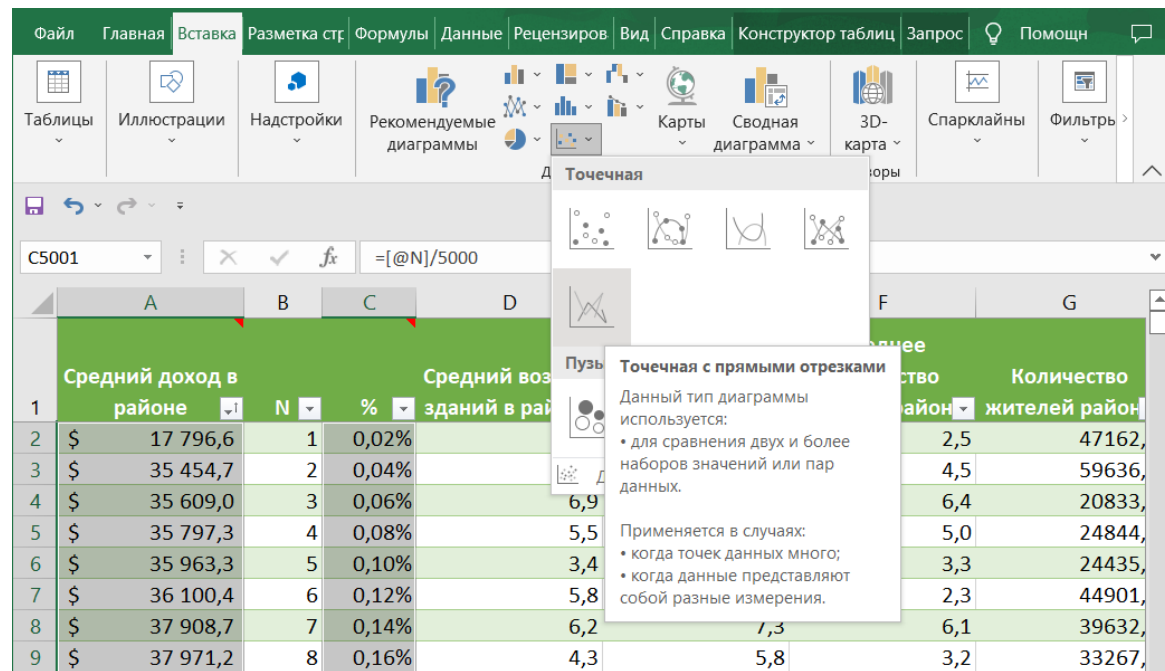 Файл Главная Вставка Разметка стр Формулы Данные Рецензиров Вид Справка Конструктор таблиц Запрос Помощн
Таблицы
Иллюстрации
Надстройки
Рекомендуемые
диаграммы
Карты
Сводная
диаграмма
3D-
карта
Спарклайны
Фильтры
Д
оры
Точечная
C5001 fx =[@N]/5000
A B C D F G
Пузы
Точечная с прямыми отрезками
Данный тип диаграммы
используется:
• для сравнения двух и более
наборов значений или пар
данных.
Применяется в случаях:
• когда точек данных много;
• когда данные представляют
собой разные измерения.
1 Средний доход в
районе N %
Средний воз
зданий в рай
днее
ство
район
Количество
жителей район
2 $ 17 796,6 1 0,02% 2,5 47162,
3 $ 35 454,7 2 0,04% 4,5 59636,
4 $ 35 609,0 3 0,06% 6,9 6,4 20833,
5 $ 35 797,3 4 0,08% 5,5 5,0 24844,
6 $ 35 963,3 5 0,10% 3,4 3,3 24435,
7 $ 36 100,4 6 0,12% 5,8 2,3 44901,
8 $ 37 908,7 7 0,14% 6,2 7,3 6,1 39632,
9 $ 37 971,2 8 0,16% 4,3 5,8 3,2 33267,